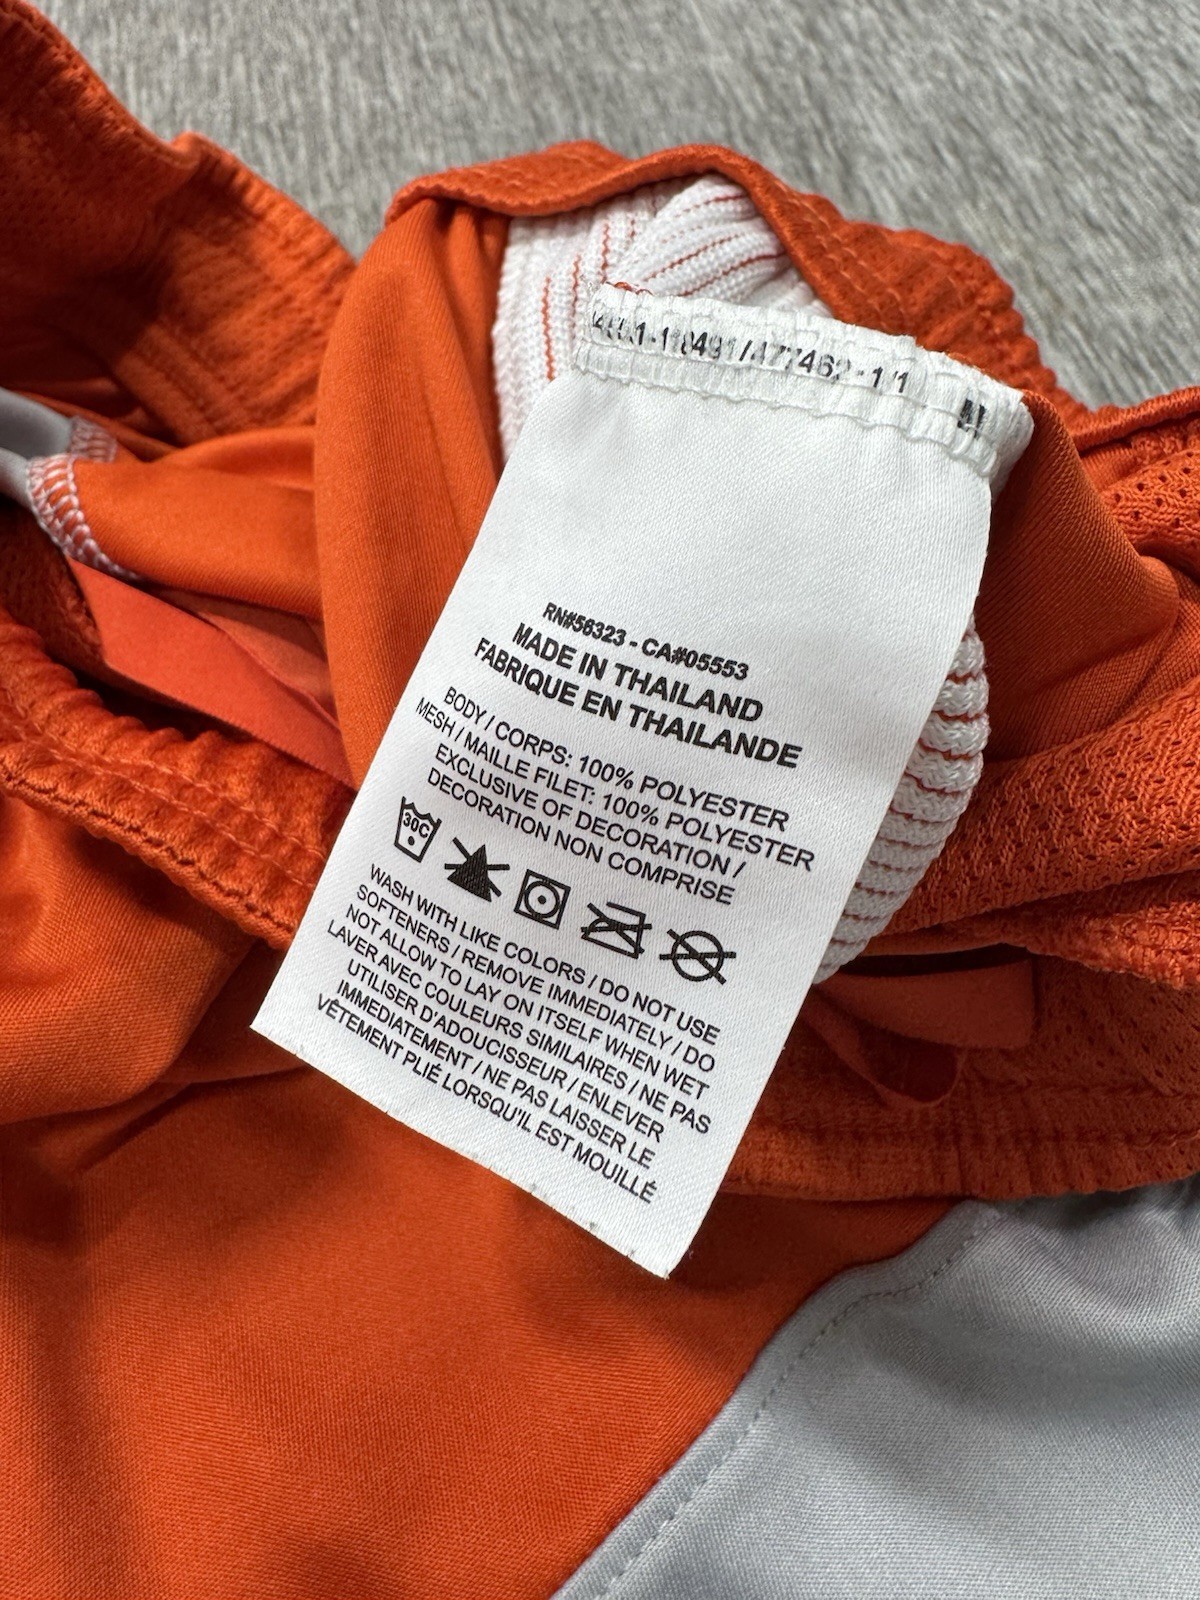 RN#56323 - CA#05553
MADE IN THAILAND
FABRIQUE EN THAILANDE
BODY / CORPS: 100% POLYESTER
MESH / MAILLE FILET: 100% POLYESTER
EXCLUSIVE OF DECORATION /
DECORATION NON COMPRISE
30C
WASH WITH LIKE COLORS / DO NOT USE
SOFTENERS / REMOVE IMMEDIATELY / DO
NOT ALLOW TO LAY ON ITSELF WHEN WET
LAVER AVEC COULEURS SIMILAIRES / NE PAS
UTILISER D'ADOUCISSEUR / ENLEVER
IMMEDIATEMENT / NE PAS LAISSER LE
VÊTEMENT PLIÉ LORSQU'IL EST MOUILLÉ